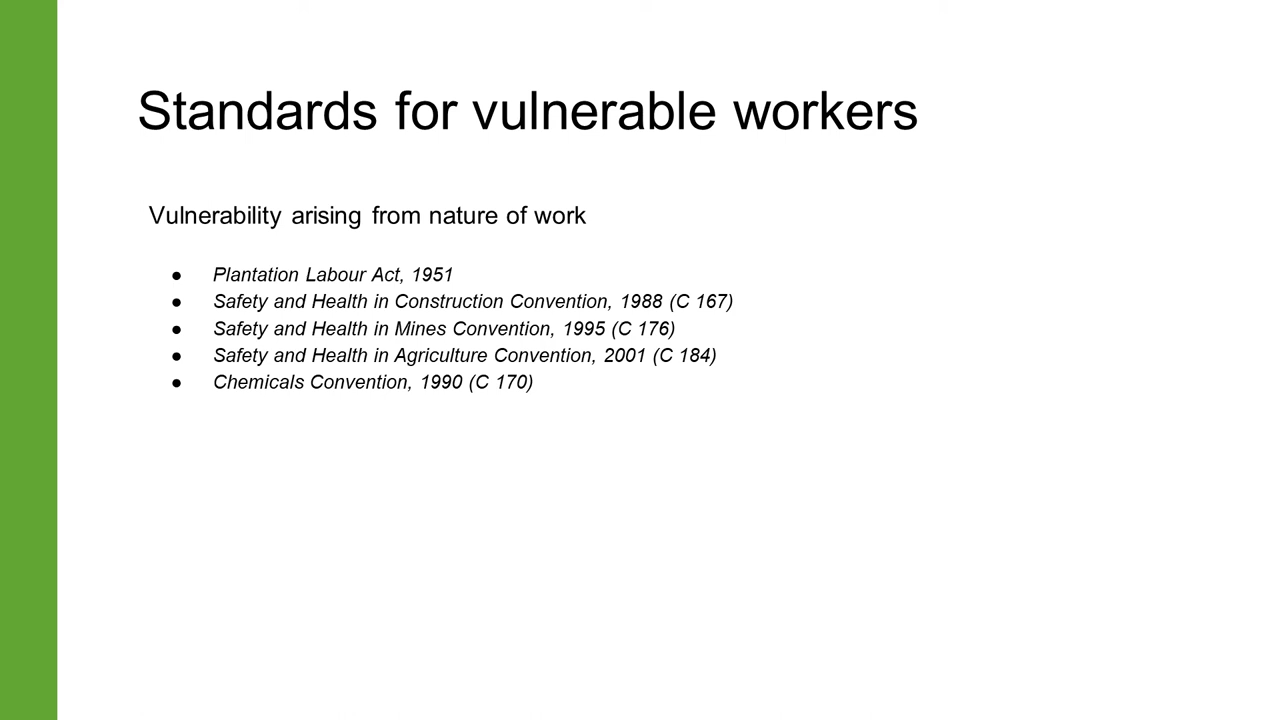 Standards for vulnerable workers
Vulnerability arising from nature of work
● Plantation Labour Act, 1951
● Safety and Health in Construction Convention, 1988 (C 167)
● Safety and Health in Mines Convention, 1995 (C 176)
● Safety and Health in Agriculture Convention, 2001 (C 184)
● Chemicals Convention, 1990 (C 170)